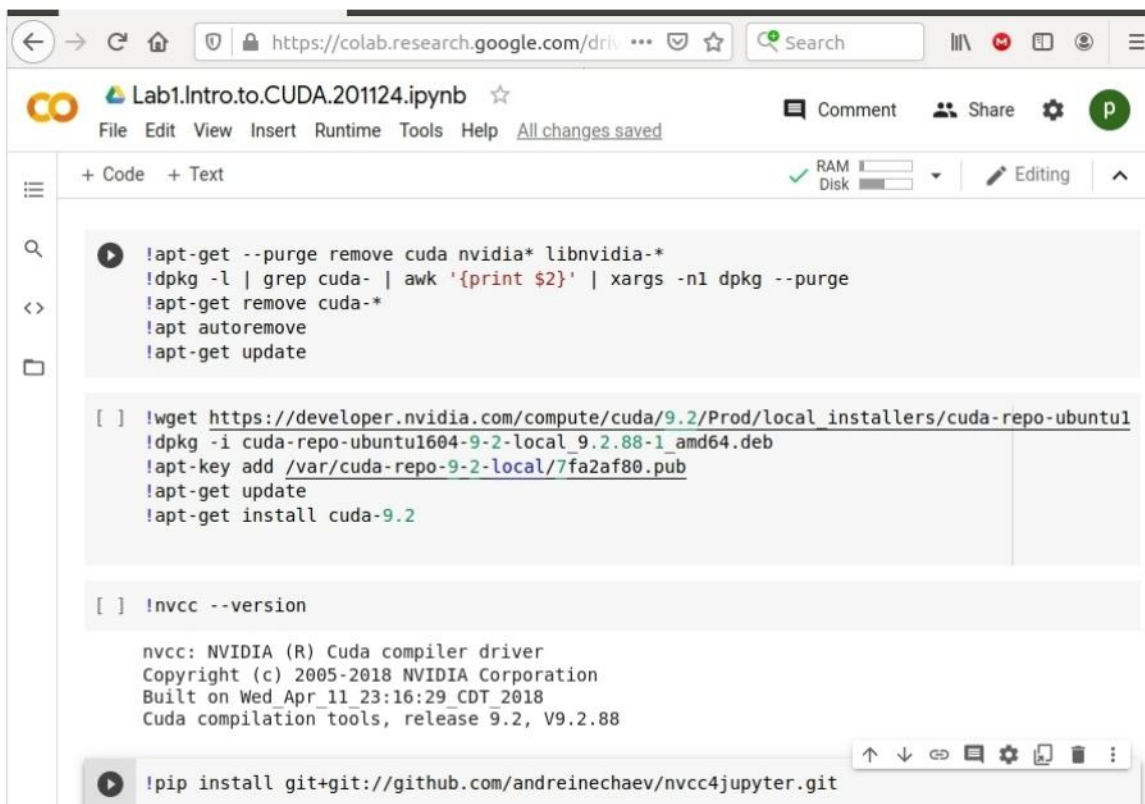 https://colab.research.google.com/driv
Search
CO
Lab1.Intro.to.CUDA.201124.ipynb
Comment
Share
p
File Edit View Insert Runtime Tools Help All changes saved
+ Code + Text
RAM
Disk
Editing
!apt-get --purge remove cuda nvidia* libnvidia-*
!dpkg -l | grep cuda- | awk '{print $2}' | xargs -n1 dpkg --purge
!apt-get remove cuda-*
!apt autoremove
!apt-get update
[ ] !wget https://developer.nvidia.com/compute/cuda/9.2/Prod/local_installers/cuda-repo-ubuntu1
!dpkg -i cuda-repo-ubuntu1604-9-2-local_9.2.88-1_amd64.deb
!apt-key add /var/cuda-repo-9-2-local/7fa2af80.pub
!apt-get update
!apt-get install cuda-9.2
[ ] !nvcc --version
nvcc: NVIDIA (R) Cuda compiler driver
Copyright (c) 2005-2018 NVIDIA Corporation
Built on Wed_Apr_11_23:16:29_CDT_2018
Cuda compilation tools, release 9.2, V9.2.88
!pip install git+git://github.com/andreinechaev/nvcc4jupyter.git